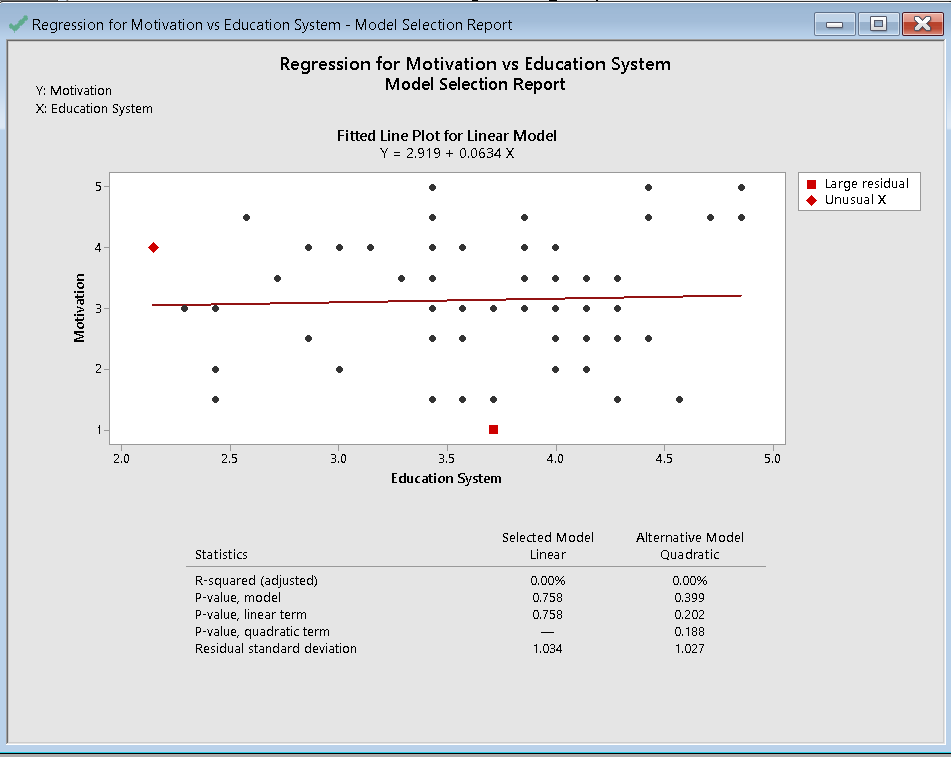 Regression for Motivation vs Education System - Model Selection Report
Regression for Motivation vs Education System
Model Selection Report
Y: Motivation
X: Education System
Fitted Line Plot for Linear Model
Y = 2.919 + 0.0634 X
Large residual
Unusual X
5
4
3
2
1
Motivation
2.0 2.5 3.0 3.5 4.0 4.5 5.0
Education System
Selected Model Alternative Model
Statistics Linear Quadratic
R-squared (adjusted) 0.00% 0.00%
P-value, model 0.758 0.399
P-value, linear term 0.758 0.202
P-value, quadratic term — 0.188
Residual standard deviation 1.034 1.027